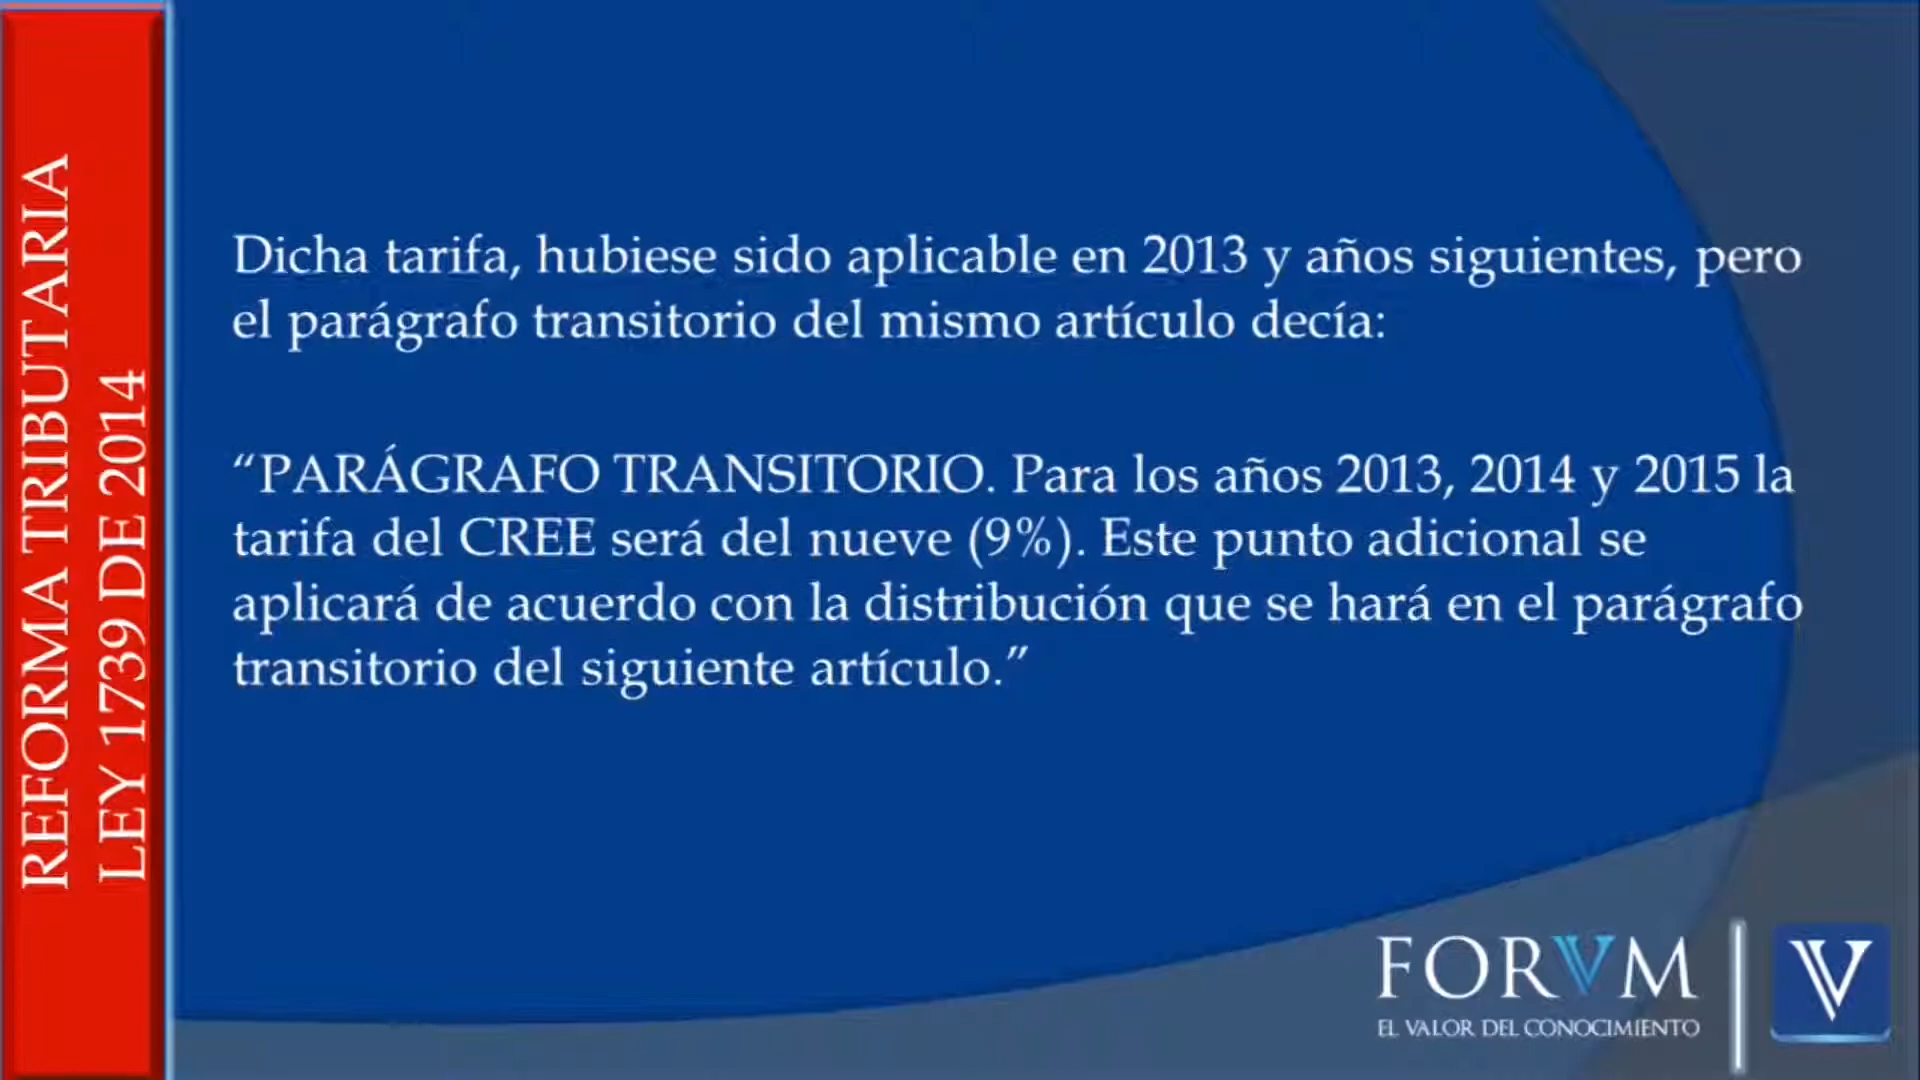 REFORMA TRIBUTARIA
LEY 1739 DE 2014
Dicha tarifa, hubiese sido aplicable en 2013 y años siguientes, pero
el parágrafo transitorio del mismo artículo decía:
“PARÁGRAFO TRANSITORIO. Para los años 2013, 2014 y 2015 la
tarifa del CREE será del nueve (9%). Este punto adicional se
aplicará de acuerdo con la distribución que se hará en el parágrafo
transitorio del siguiente artículo.”
FORVM
EL VALOR DEL CONOCIMIENTO
V